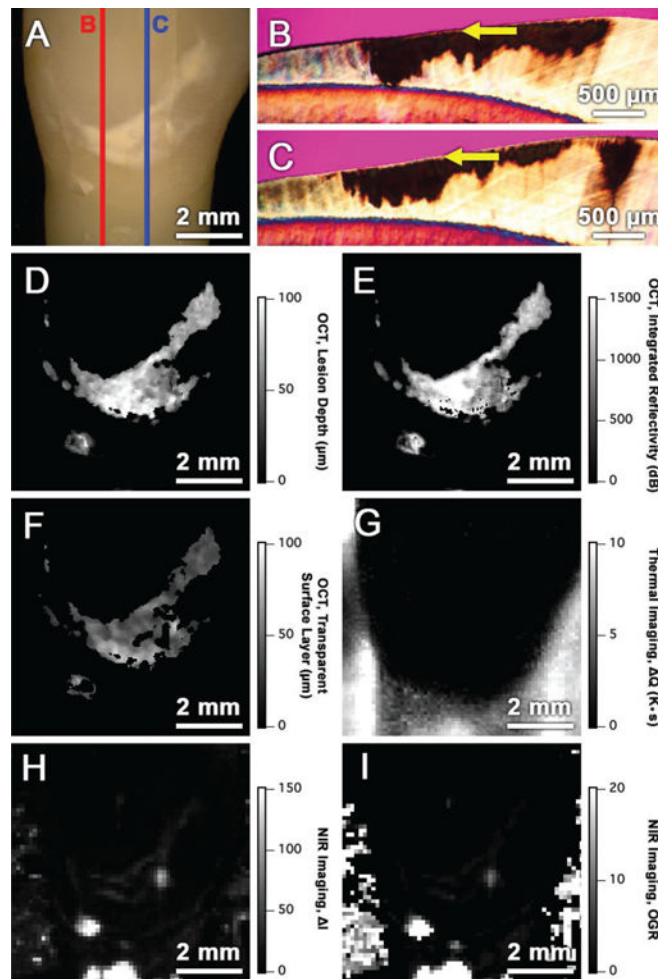 A
B
C
2 mm
B
500 µm
C
500 µm
D
2 mm
100
50
0
OCT, Lesion Depth (µm)
E
2 mm
1500
1000
500
0
OCT, Integrated Reflectivity (dB)
F
2 mm
100
50
0
OCT, Transparent
Surface Layer (µm)
G
2 mm
10
5
0
Thermal Imaging, ΔQ (K•s)
H
2 mm
150
100
50
0
NIR Imaging, ΔI
I
2 mm
20
10
0
NIR Imaging, OGR